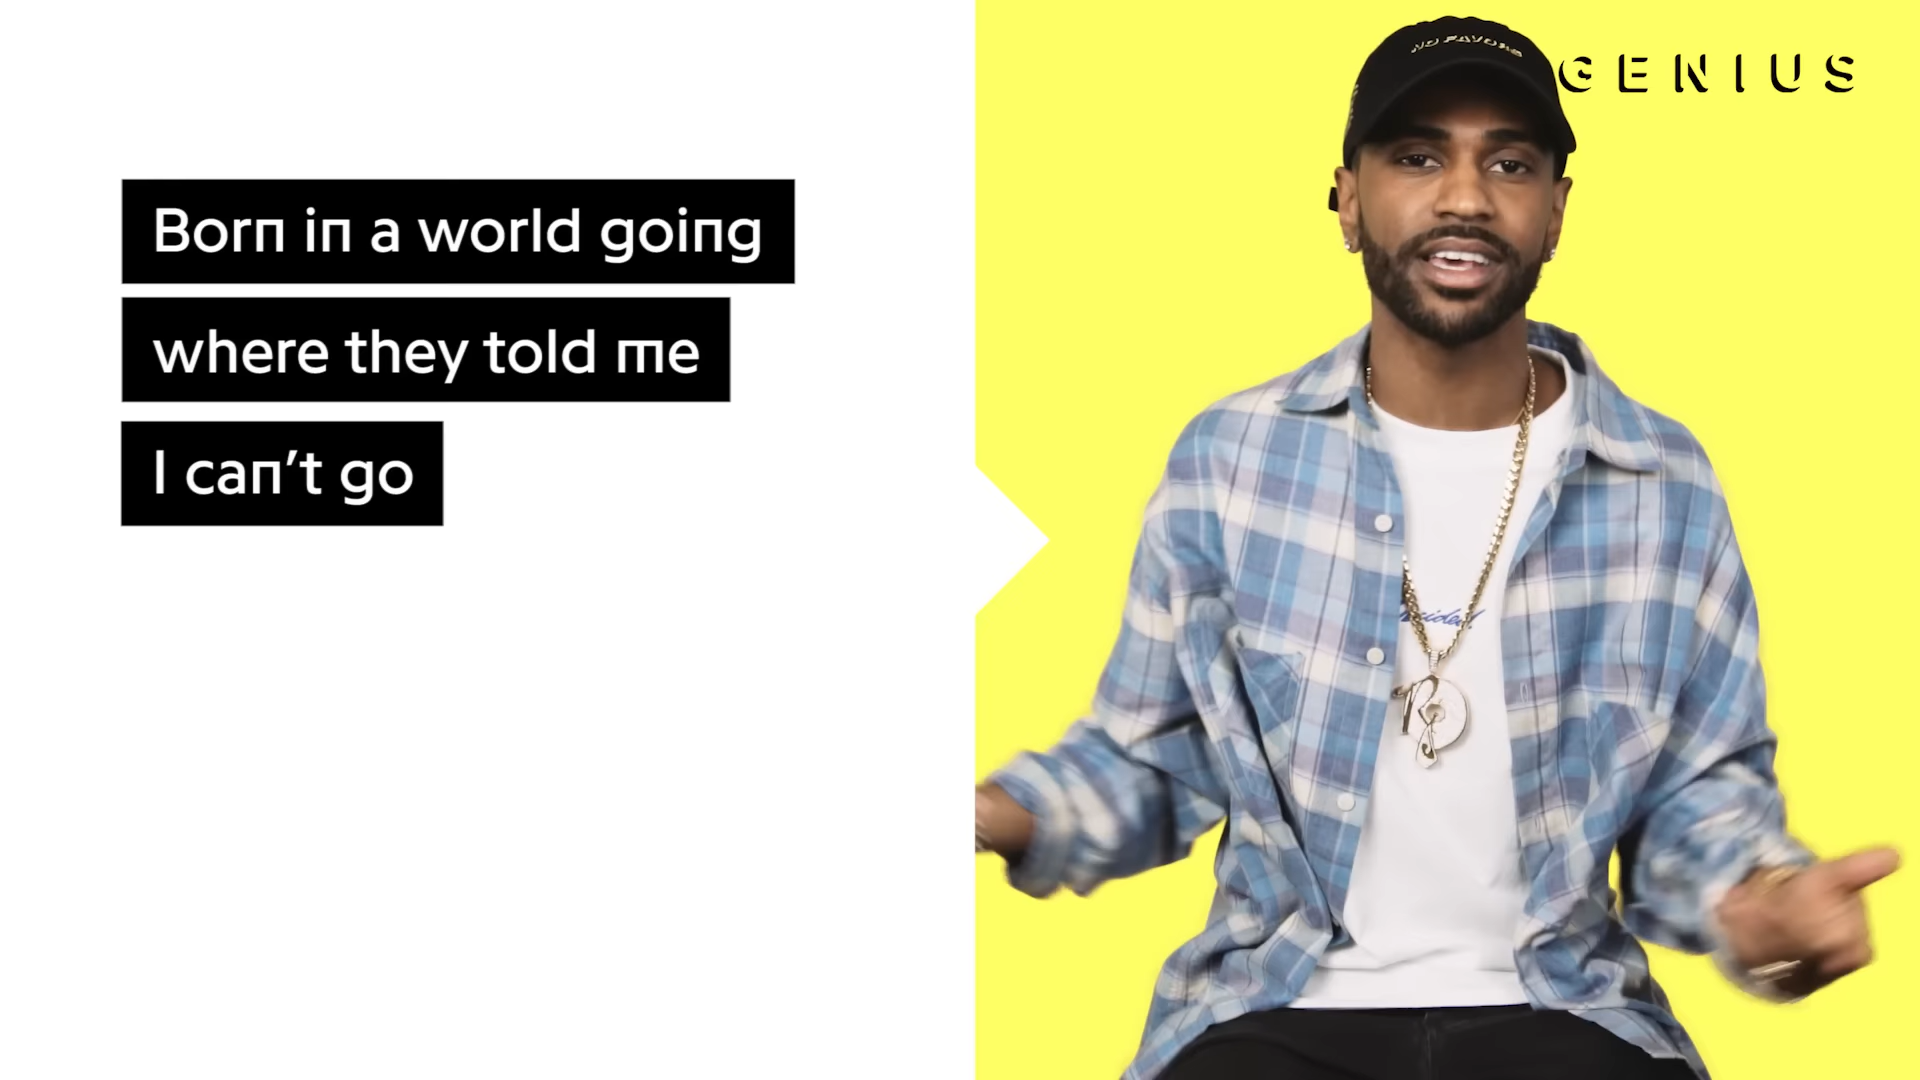 Born in a world going
where they told me
I can't go
NO FAVORS
GENIUS